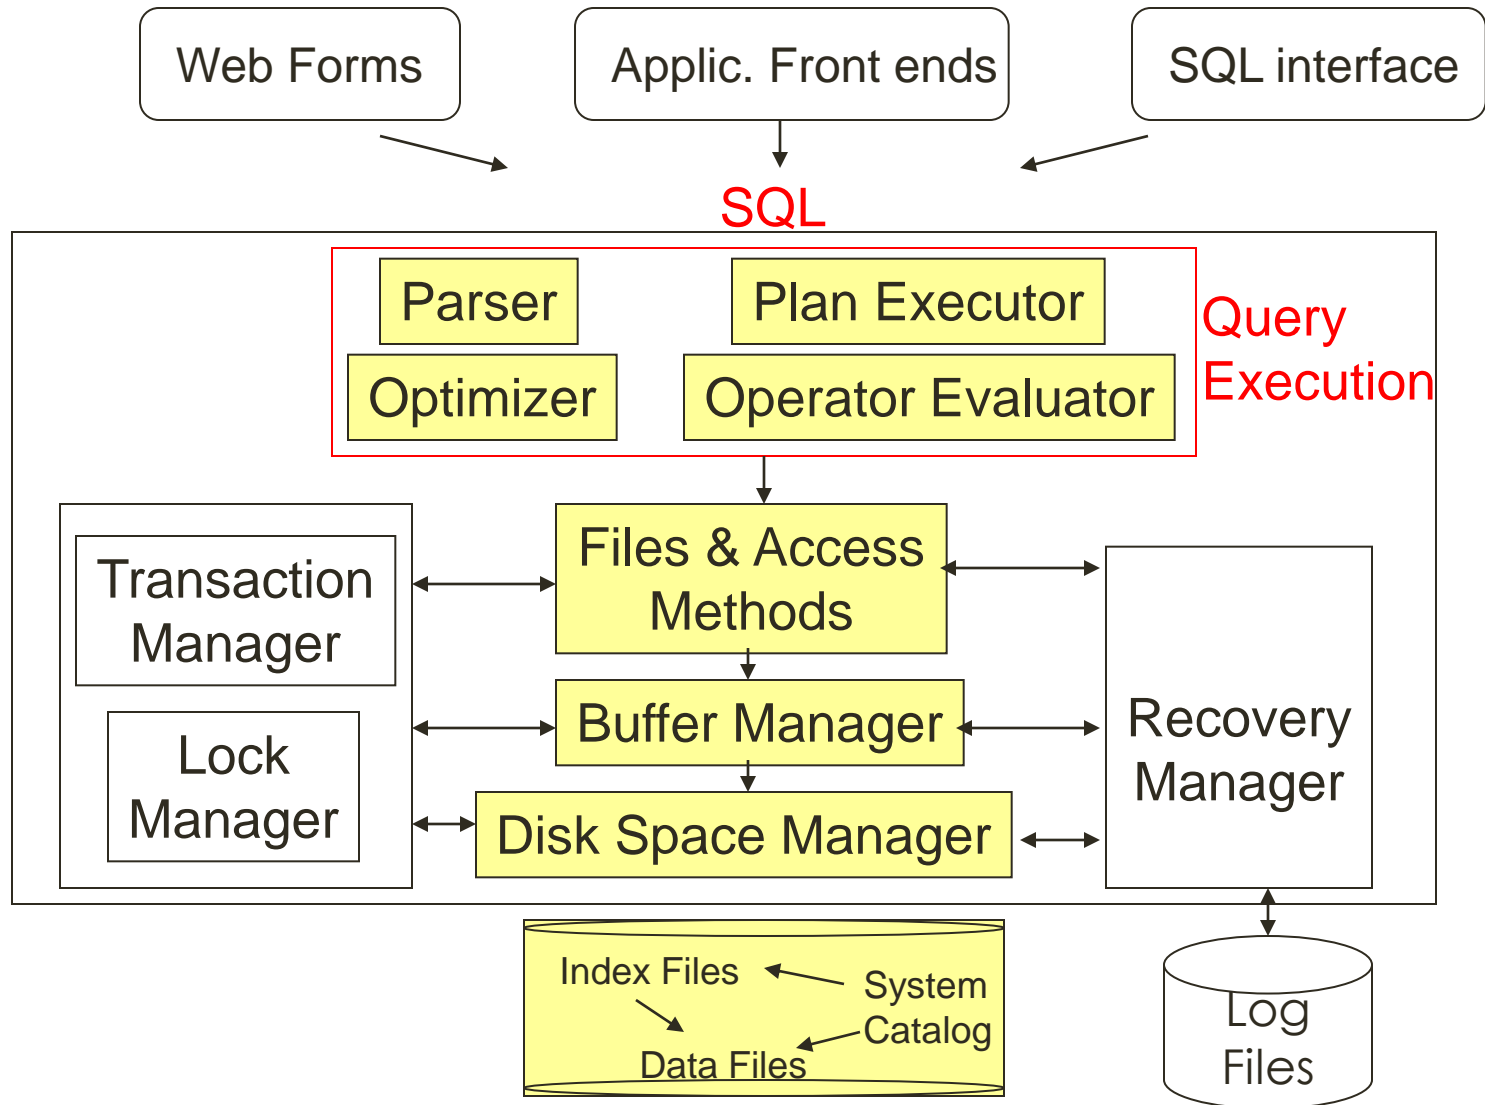 Web Forms
Applic. Front ends
SQL interface
SQL
Parser
Plan Executor
Optimizer
Operator Evaluator
Query
Execution
Files & Access
Methods
Transaction
Manager
Buffer Manager
Lock
Manager
Recovery
Manager
Disk Space Manager
Index Files
System
Catalog
Data Files
Log
Files